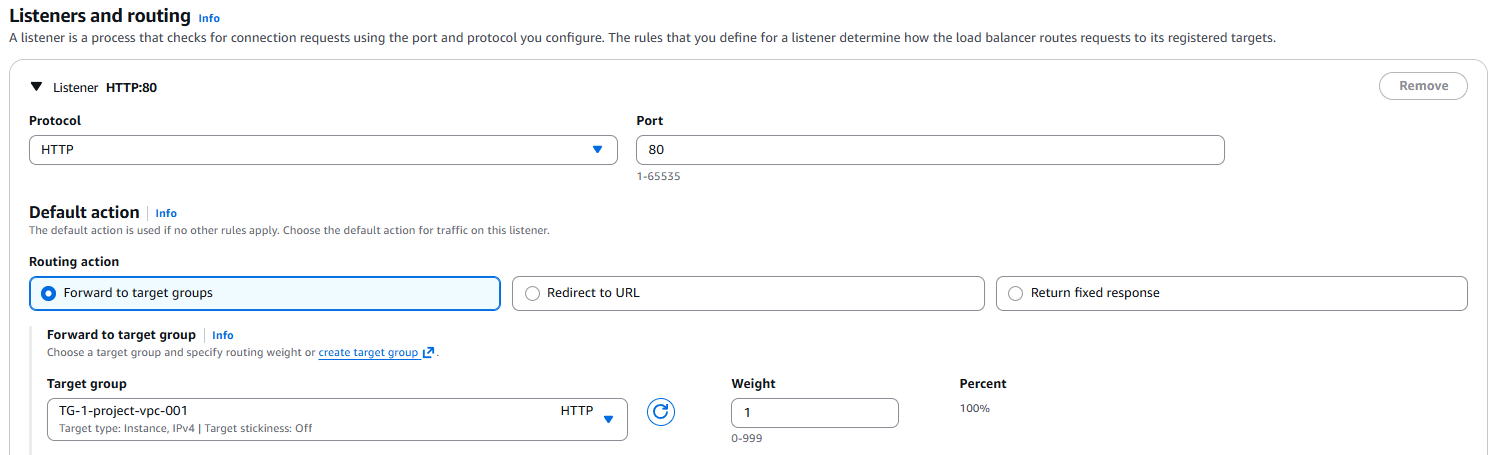 Listeners and routing Info
A listener is a process that checks for connection requests using the port and protocol you configure. The rules that you define for a listener determine how the load balancer routes requests to its registered targets.
Listener HTTP:80
Remove
Protocol
Port
HTTP
80
1-65535
Default action Info
The default action is used if no other rules apply. Choose the default action for traffic on this listener.
Routing action
Forward to target groups
Redirect to URL
Return fixed response
Forward to target group Info
Choose a target group and specify routing weight or create target group.
Target group
Weight
Percent
TG-1-project-vpc-001
HTTP
Target type: Instance, IPv4 | Target stickiness: Off
1
100%
0-999